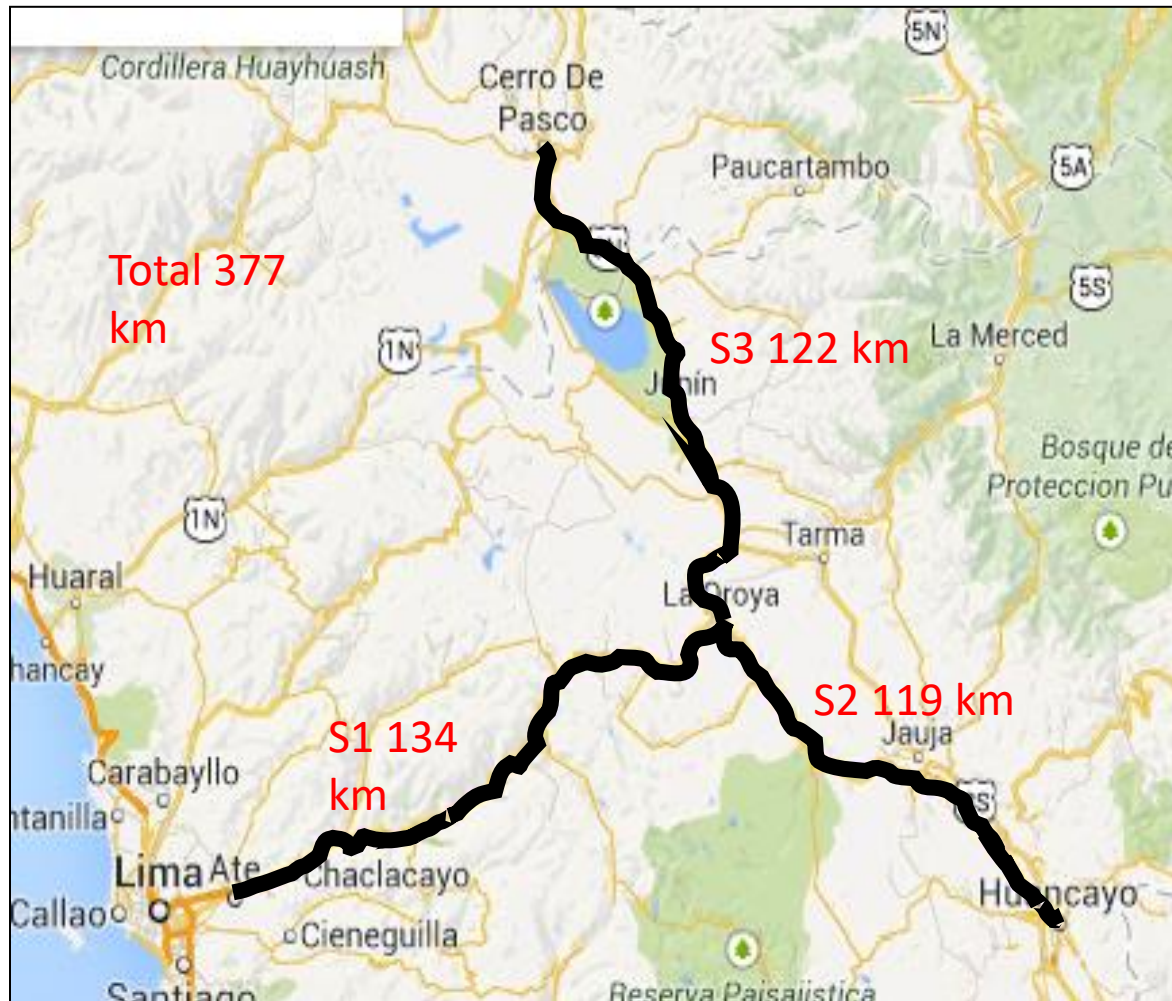 5N
Cordillera Huayhuash
Cerro De
Pasco
5A
Paucartambo
Total 377
km
5S
La Merced
1N
S3 122 km
Junín
Bosque de
Proteccion Pu
1N
Tarma
Huaral
La Oroya
hancay
S2 119 km
S1 134
km
Jauja
Carabayllo
ntanilla
Lima
Ate
Chaclacayo
Huancayo
Callao
Cieneguilla
Santiago
Reserva Paisajistica